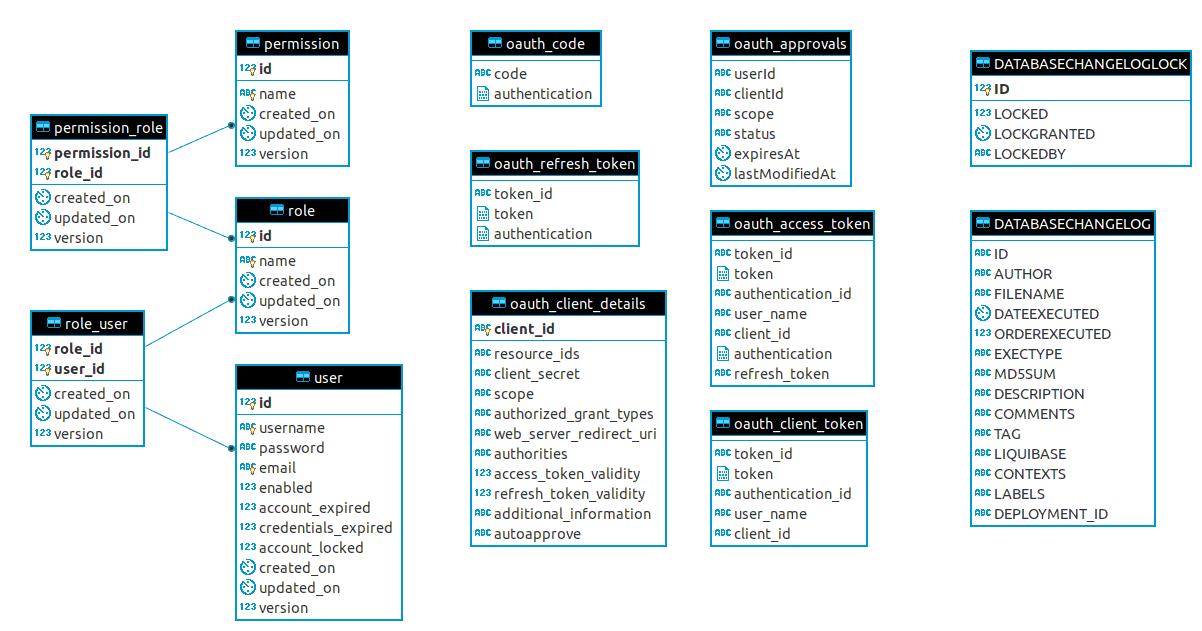 permission
123 id
ABC name
created_on
updated_on
123 version
permission_role
123 permission_id
123 role_id
created_on
updated_on
123 version
role
123 id
ABC name
created_on
updated_on
123 version
role_user
123 role_id
123 user_id
created_on
updated_on
123 version
user
123 id
ABC username
ABC password
ABC email
123 enabled
123 account_expired
123 credentials_expired
123 account_locked
created_on
updated_on
123 version
oauth_code
ABC code
authentication
oauth_refresh_token
ABC token_id
token
authentication
oauth_client_details
ABC client_id
ABC resource_ids
ABC client_secret
ABC scope
ABC authorized_grant_types
ABC web_server_redirect_uri
ABC authorities
123 access_token_validity
123 refresh_token_validity
ABC additional_information
ABC autoapprove
oauth_approvals
ABC userId
ABC clientId
ABC scope
ABC status
expiresAt
lastModifiedAt
oauth_access_token
ABC token_id
token
ABC authentication_id
ABC user_name
ABC client_id
authentication
ABC refresh_token
oauth_client_token
ABC token_id
token
ABC authentication_id
ABC user_name
ABC client_id
DATABASECHANGELOGLOCK
123 ID
123 LOCKED
LOCKGRANTED
ABC LOCKEDBY
DATABASECHANGELOG
ABC ID
ABC AUTHOR
ABC FILENAME
DATEEXECUTED
123 ORDEREXECUTED
ABC EXECTYPE
ABC MD5SUM
ABC DESCRIPTION
ABC COMMENTS
ABC TAG
ABC LIQUIBASE
ABC CONTEXTS
ABC LABELS
ABC DEPLOYMENT_ID